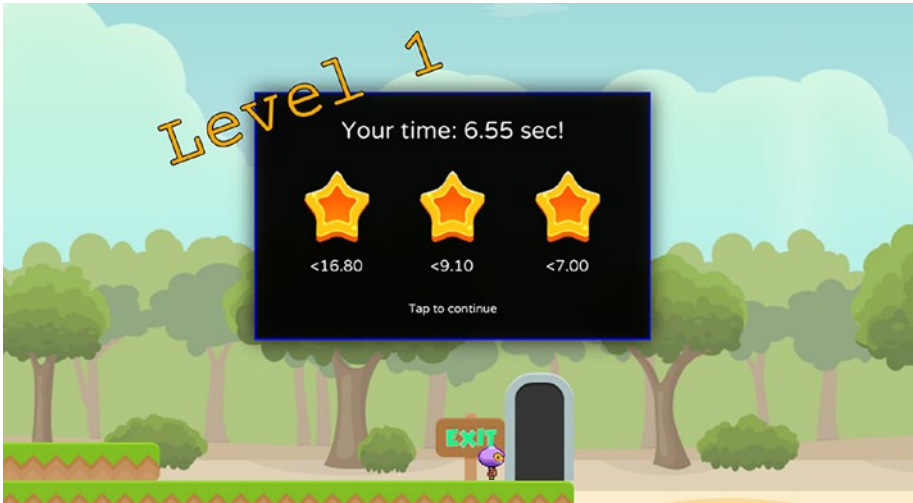 Level 1
Your time: 6.55 sec!
<16.80 <9.10 <7.00
Tap to continue
EXIT